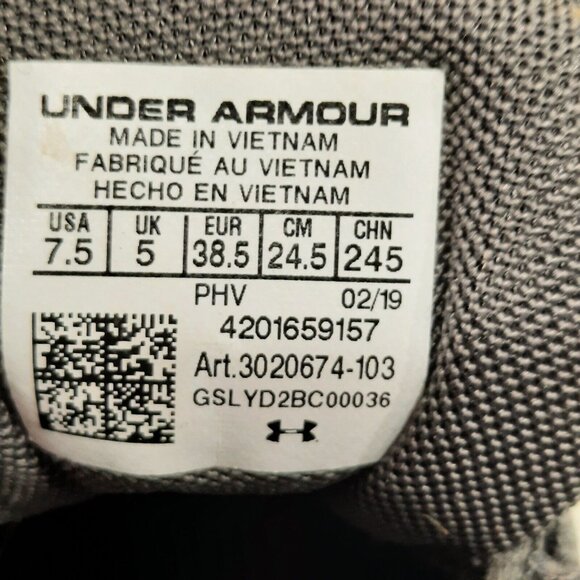 UNDER ARMOUR
MADE IN VIETNAM
FABRIQUÉ AU VIETNAM
HECHO EN VIETNAM
USA UK EUR CM CHN
7.5 5 38.5 24.5 245
PHV 02/19
4201659157
Art.3020674-103
GSLYD2BC00036